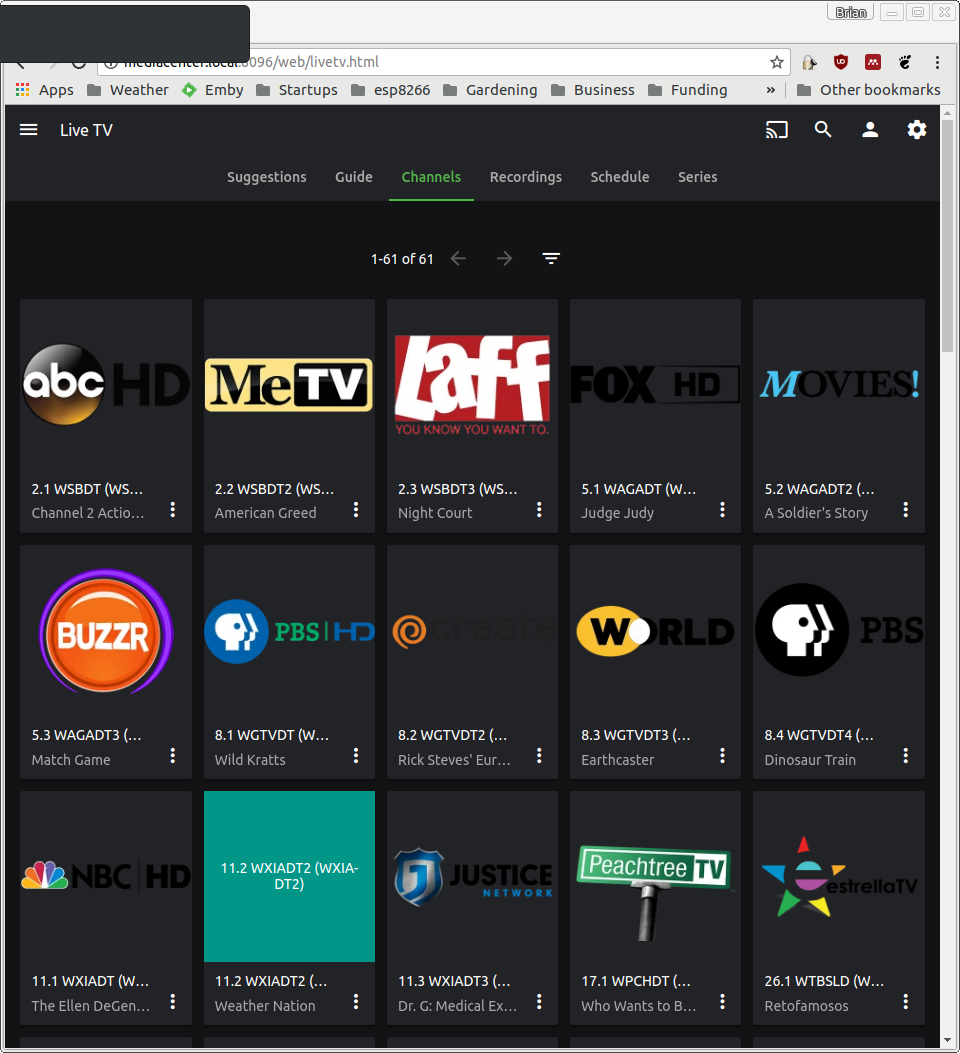 Brian
mediacenter.local:8096/web/livetv.html
Apps Weather Emby Startups esp8266 Gardening Business Funding » Other bookmarks
Live TV
Suggestions Guide Channels Recordings Schedule Series
1-61 of 61
abc HD
MeTV
Laff
YOU KNOW YOU WANT TO.
FOX HD
MOVIES!
2.1 WSBDT (WS...
Channel 2 Actio...
2.2 WSBDT2 (WS...
American Greed
2.3 WSBDT3 (WS...
Night Court
5.1 WAGADT (W...
Judge Judy
5.2 WAGADT2 (...
A Soldier's Story
BUZZR
PBS | HD
create
WORLD
PBS
5.3 WAGADT3 (...
Match Game
8.1 WGTVDT (W...
Wild Kratts
8.2 WGTVDT2 (...
Rick Steves' Eur...
8.3 WGTVDT3 (...
Earthcaster
8.4 WGTVDT4 (...
Dinosaur Train
NBC HD
11.2 WXIADT2 (WXIA-
DT2)
JUSTICE
NETWORK
Peachtree TV
estrellaTV
11.1 WXIADT (W...
The Ellen DeGen...
11.2 WXIADT2 (...
Weather Nation
11.3 WXIADT3 (...
Dr. G: Medical Ex...
17.1 WPCHDT (...
Who Wants to B...
26.1 WTBSLD (W...
Retofamosos